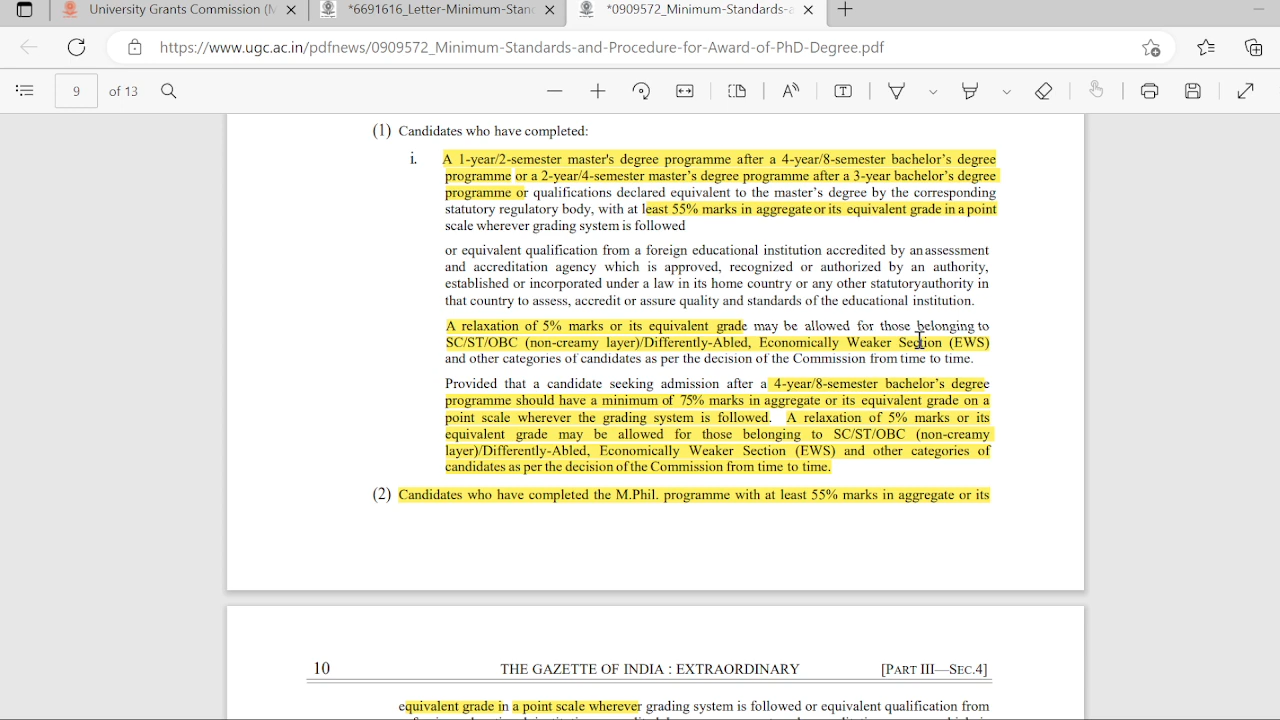 University Grants Commission (N
*6691616_Letter-Minimum-Stan
*0909572_Minimum-Standards-a
https://www.ugc.ac.in/pdfnews/0909572_Minimum-Standards-and-Procedure-for-Award-of-PhD-Degree.pdf
9 of 13
(1) Candidates who have completed:
i. A 1-year/2-semester master's degree programme after a 4-year/8-semester bachelor’s degree
programme or a 2-year/4-semester master’s degree programme after a 3-year bachelor’s degree
programme or qualifications declared equivalent to the master’s degree by the corresponding
statutory regulatory body, with at least 55% marks in aggregate or its equivalent grade in a point
scale wherever grading system is followed
or equivalent qualification from a foreign educational institution accredited by anassessment
and accreditation agency which is approved, recognized or authorized by an authority,
established or incorporated under a law in its home country or any other statutoryauthority in
that country to assess, accredit or assure quality and standards of the educational institution.
A relaxation of 5% marks or its equivalent grade may be allowed for those belonging to
SC/ST/OBC (non-creamy layer)/Differently-Abled, Economically Weaker Section (EWS)
and other categories of candidates as per the decision of the Commission from time to time.
Provided that a candidate seeking admission after a 4-year/8-semester bachelor’s degree
programme should have a minimum of 75% marks in aggregate or its equivalent grade on a
point scale wherever the grading system is followed. A relaxation of 5% marks or its
equivalent grade may be allowed for those belonging to SC/ST/OBC (non-creamy
layer)/Differently-Abled, Economically Weaker Section (EWS) and other categories of
candidates as per the decision of the Commission from time to time.
(2) Candidates who have completed the M.Phil. programme with at least 55% marks in aggregate or its
10 THE GAZETTE OF INDIA : EXTRAORDINARY [PART III—SEC.4]
equivalent grade in a point scale wherever grading system is followed or equivalent qualification from